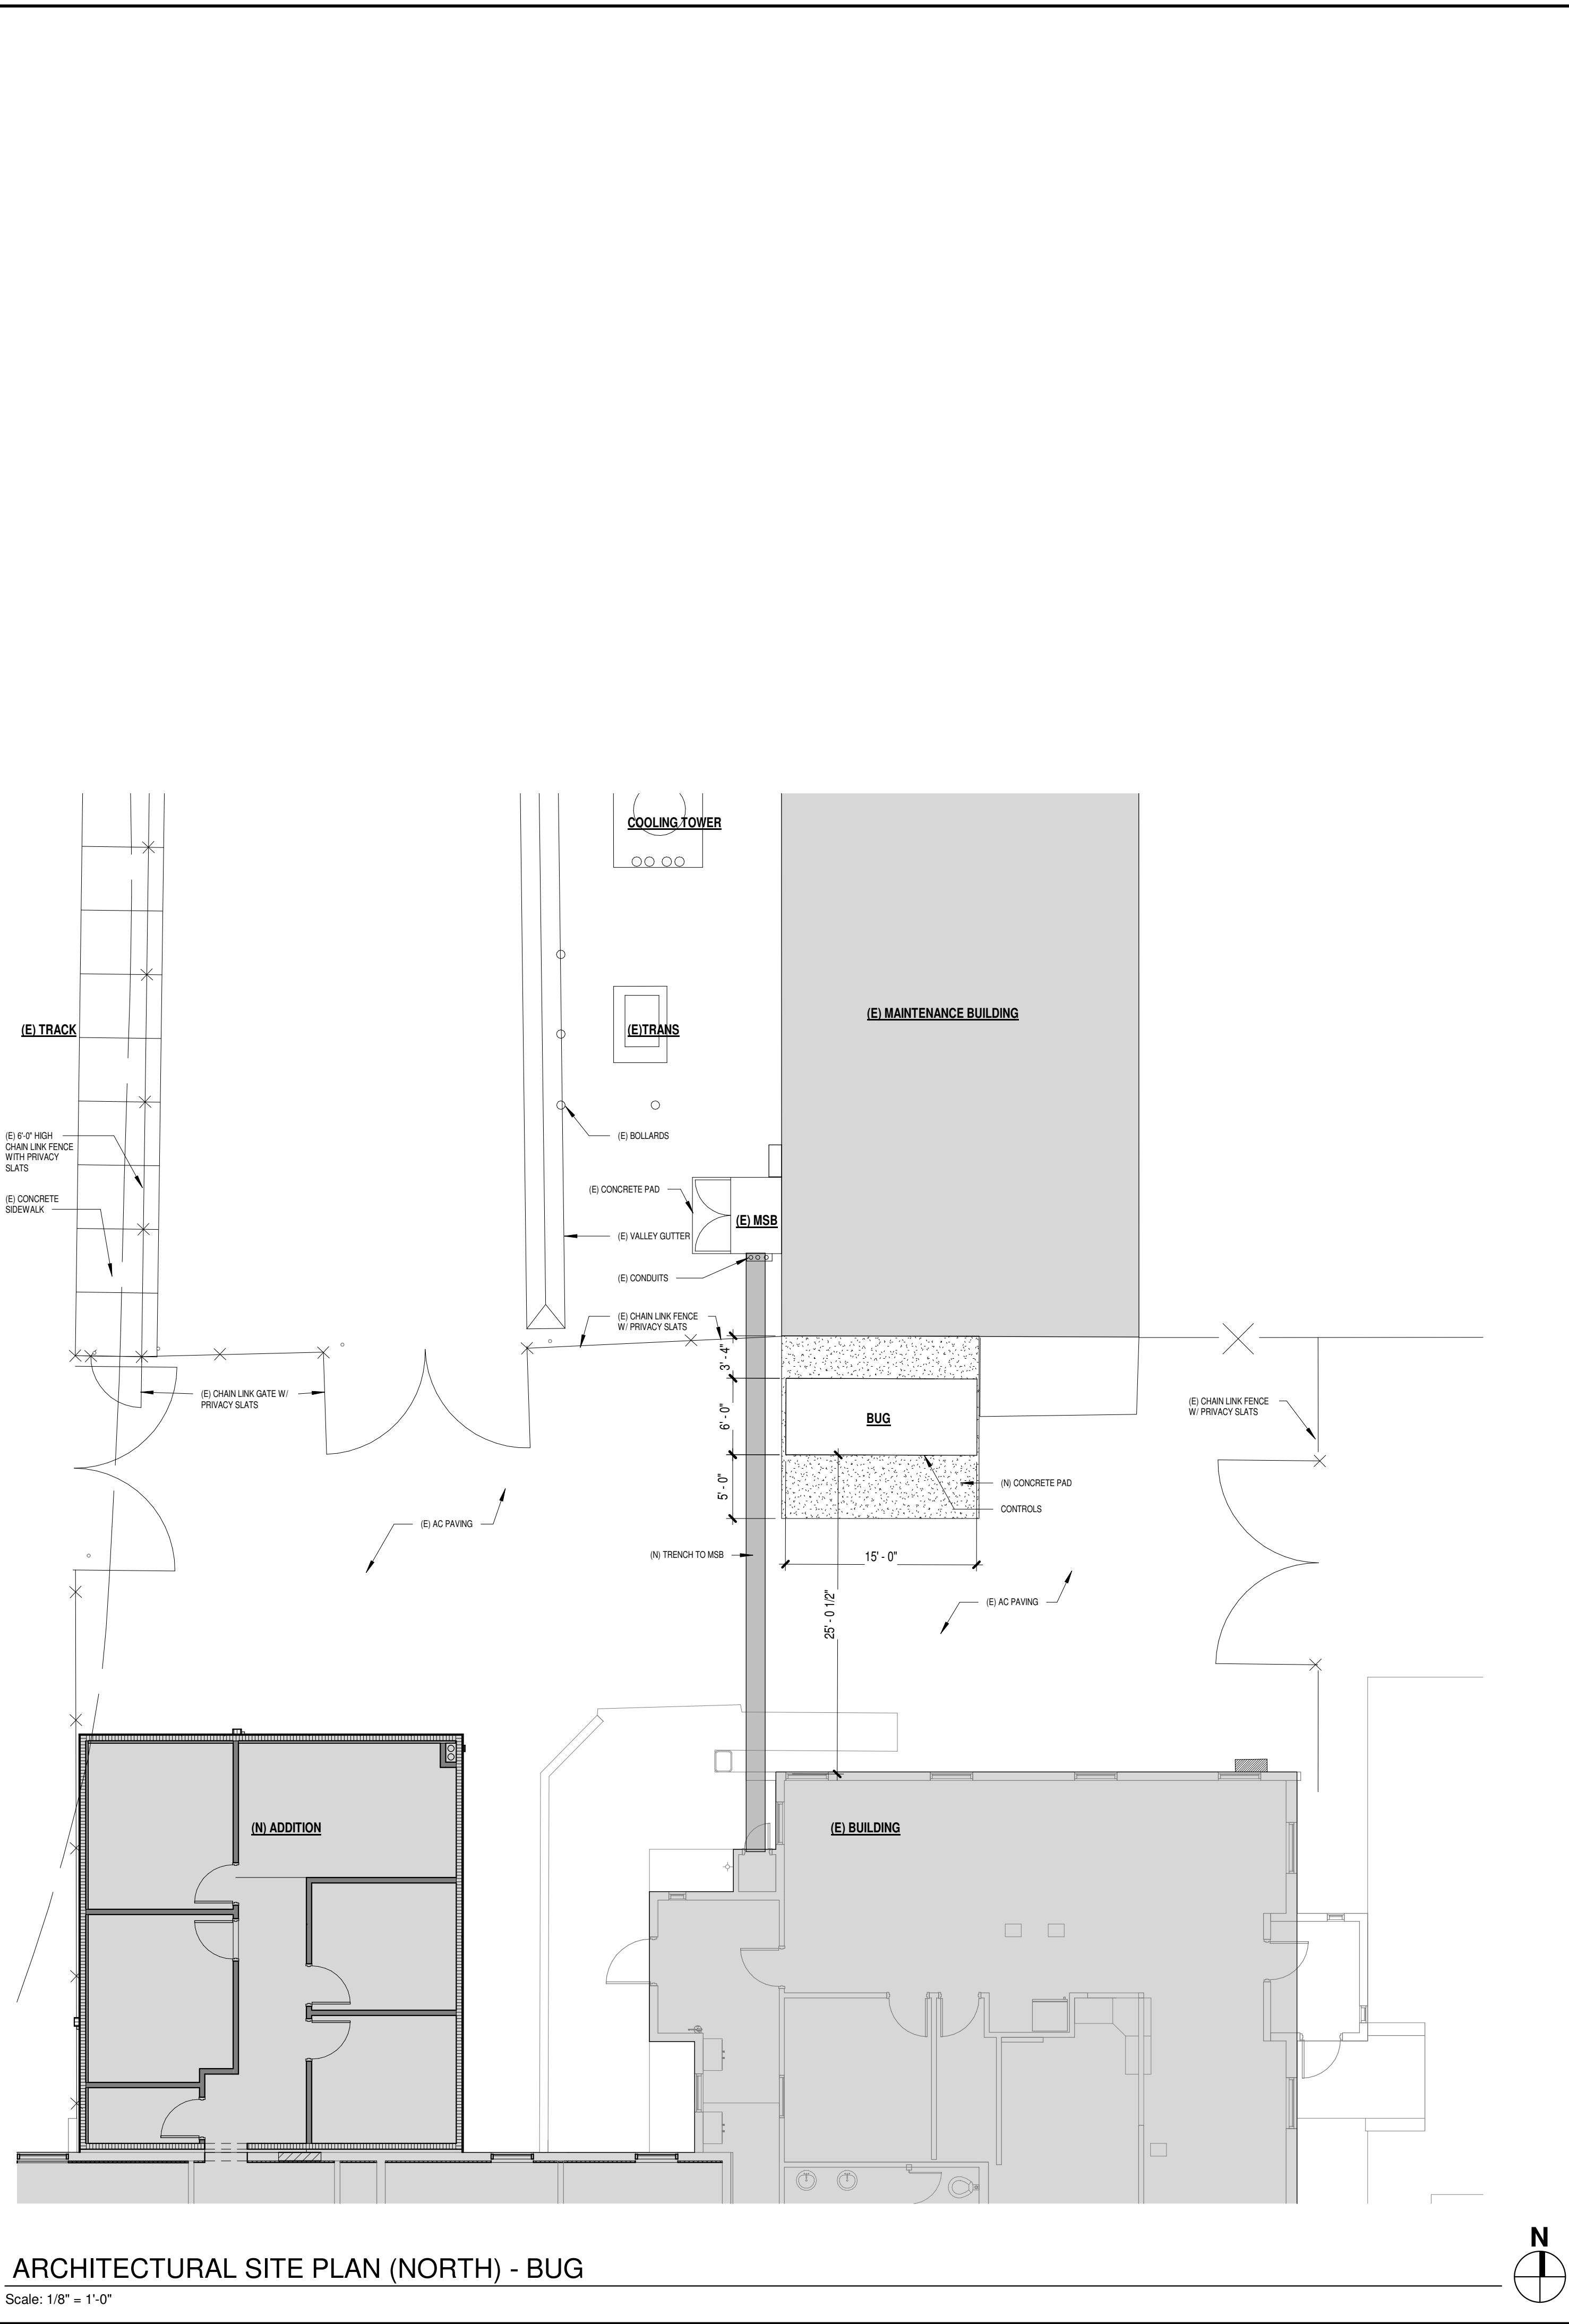 COOLING TOWER
(E) MAINTENANCE BUILDING
(E) TRACK
(E)TRANS
(E) 6'-0" HIGH
CHAIN LINK FENCE
WITH PRIVACY
SLATS
(E) BOLLARDS
(E) CONCRETE PAD
(E) CONCRETE
SIDEWALK
(E) MSB
(E) VALLEY GUTTER
(E) CONDUITS
(E) CHAIN LINK FENCE
W/ PRIVACY SLATS
3' - 4"
(E) CHAIN LINK GATE W/
PRIVACY SLATS
6' - 0"
BUG
(E) CHAIN LINK FENCE
W/ PRIVACY SLATS
5' - 0"
(N) CONCRETE PAD
CONTROLS
(E) AC PAVING
(N) TRENCH TO MSB
15' - 0"
25' - 0 1/2"
(E) AC PAVING
(N) ADDITION
(E) BUILDING
N
ARCHITECTURAL SITE PLAN (NORTH) - BUG
Scale: 1/8" = 1'-0"